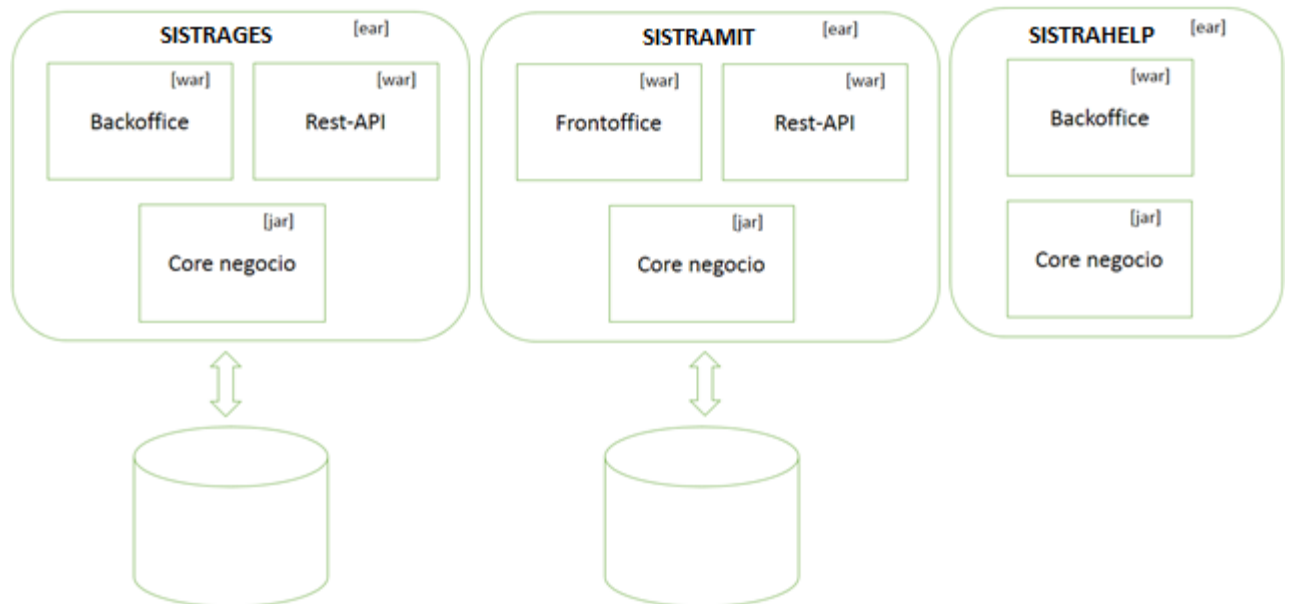 SISTRAGES [ear]
[war]
Backoffice
[war]
Rest-API
[jar]
Core negocio
SISTRAMIT [ear]
[war]
Frontoffice
[war]
Rest-API
[jar]
Core negocio
SISTRAHELP [ear]
[war]
Backoffice
[jar]
Core negocio